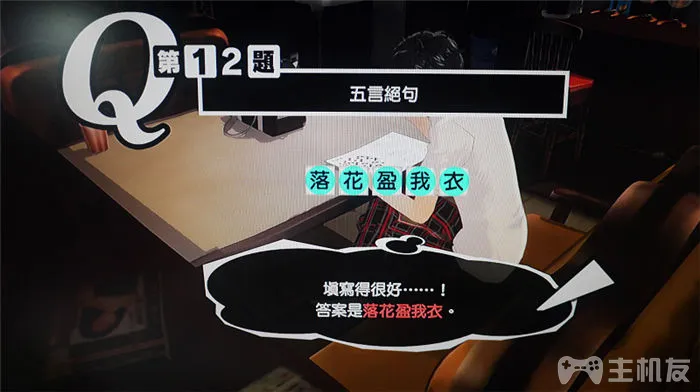 Q
第12題
五言絕句
落花盈我衣
填寫得很好……！
答案是落花盈我衣。
主机友